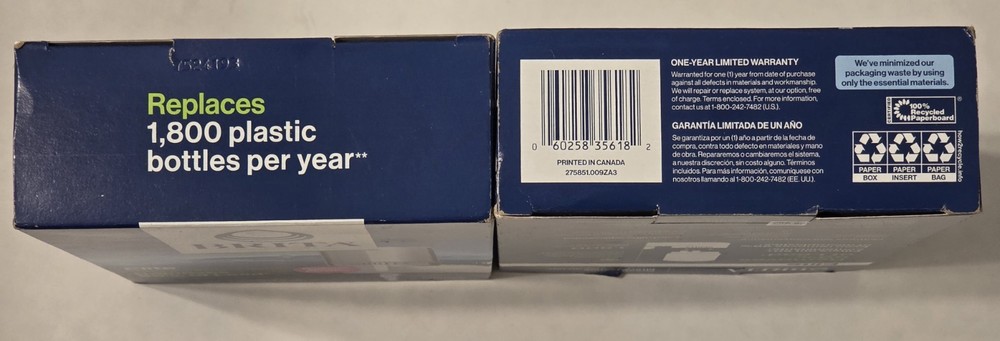 Replaces
1,800 plastic
bottles per year**
BRITA
0 60258 35618 2
PRINTED IN CANADA
275851.009ZA3
ONE-YEAR LIMITED WARRANTY
Warranted for one (1) year from date of purchase
against all defects in materials and workmanship.
We will repair or replace system, at our option, free
of charge. Terms enclosed. For more information,
contact us at 1-800-242-7482 (U.S.).
GARANTÍA LIMITADA DE UN AÑO
Se garantiza por un (1) año a partir de la fecha de
compra, contra todo defecto en materiales y mano
de obra. Repararemos o cambiaremos el sistema,
a nuestra discreción, sin costo alguno. Términos
incluidos. Para más información, comuníquese con
nosotros llamando al 1-800-242-7482 (EE. UU.).
We've minimized our
packaging waste by using
only the essential materials.
CERTIFIED
100%
Recycled
Paperboard
®
PAPER
BOX
PAPER
INSERT
PAPER
BAG
how2recycle.info